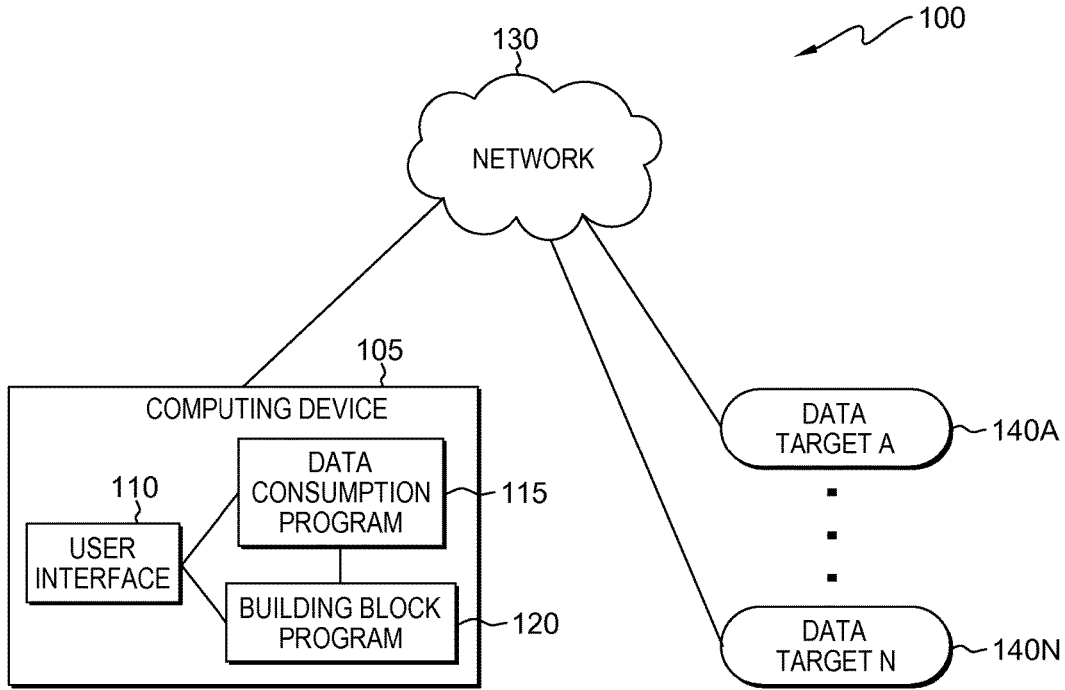 100
130
NETWORK
105
COMPUTING DEVICE
DATA
CONSUMPTION
PROGRAM
115
110
USER
INTERFACE
BUILDING BLOCK
PROGRAM
120
DATA
TARGET A
140A
DATA
TARGET N
140N